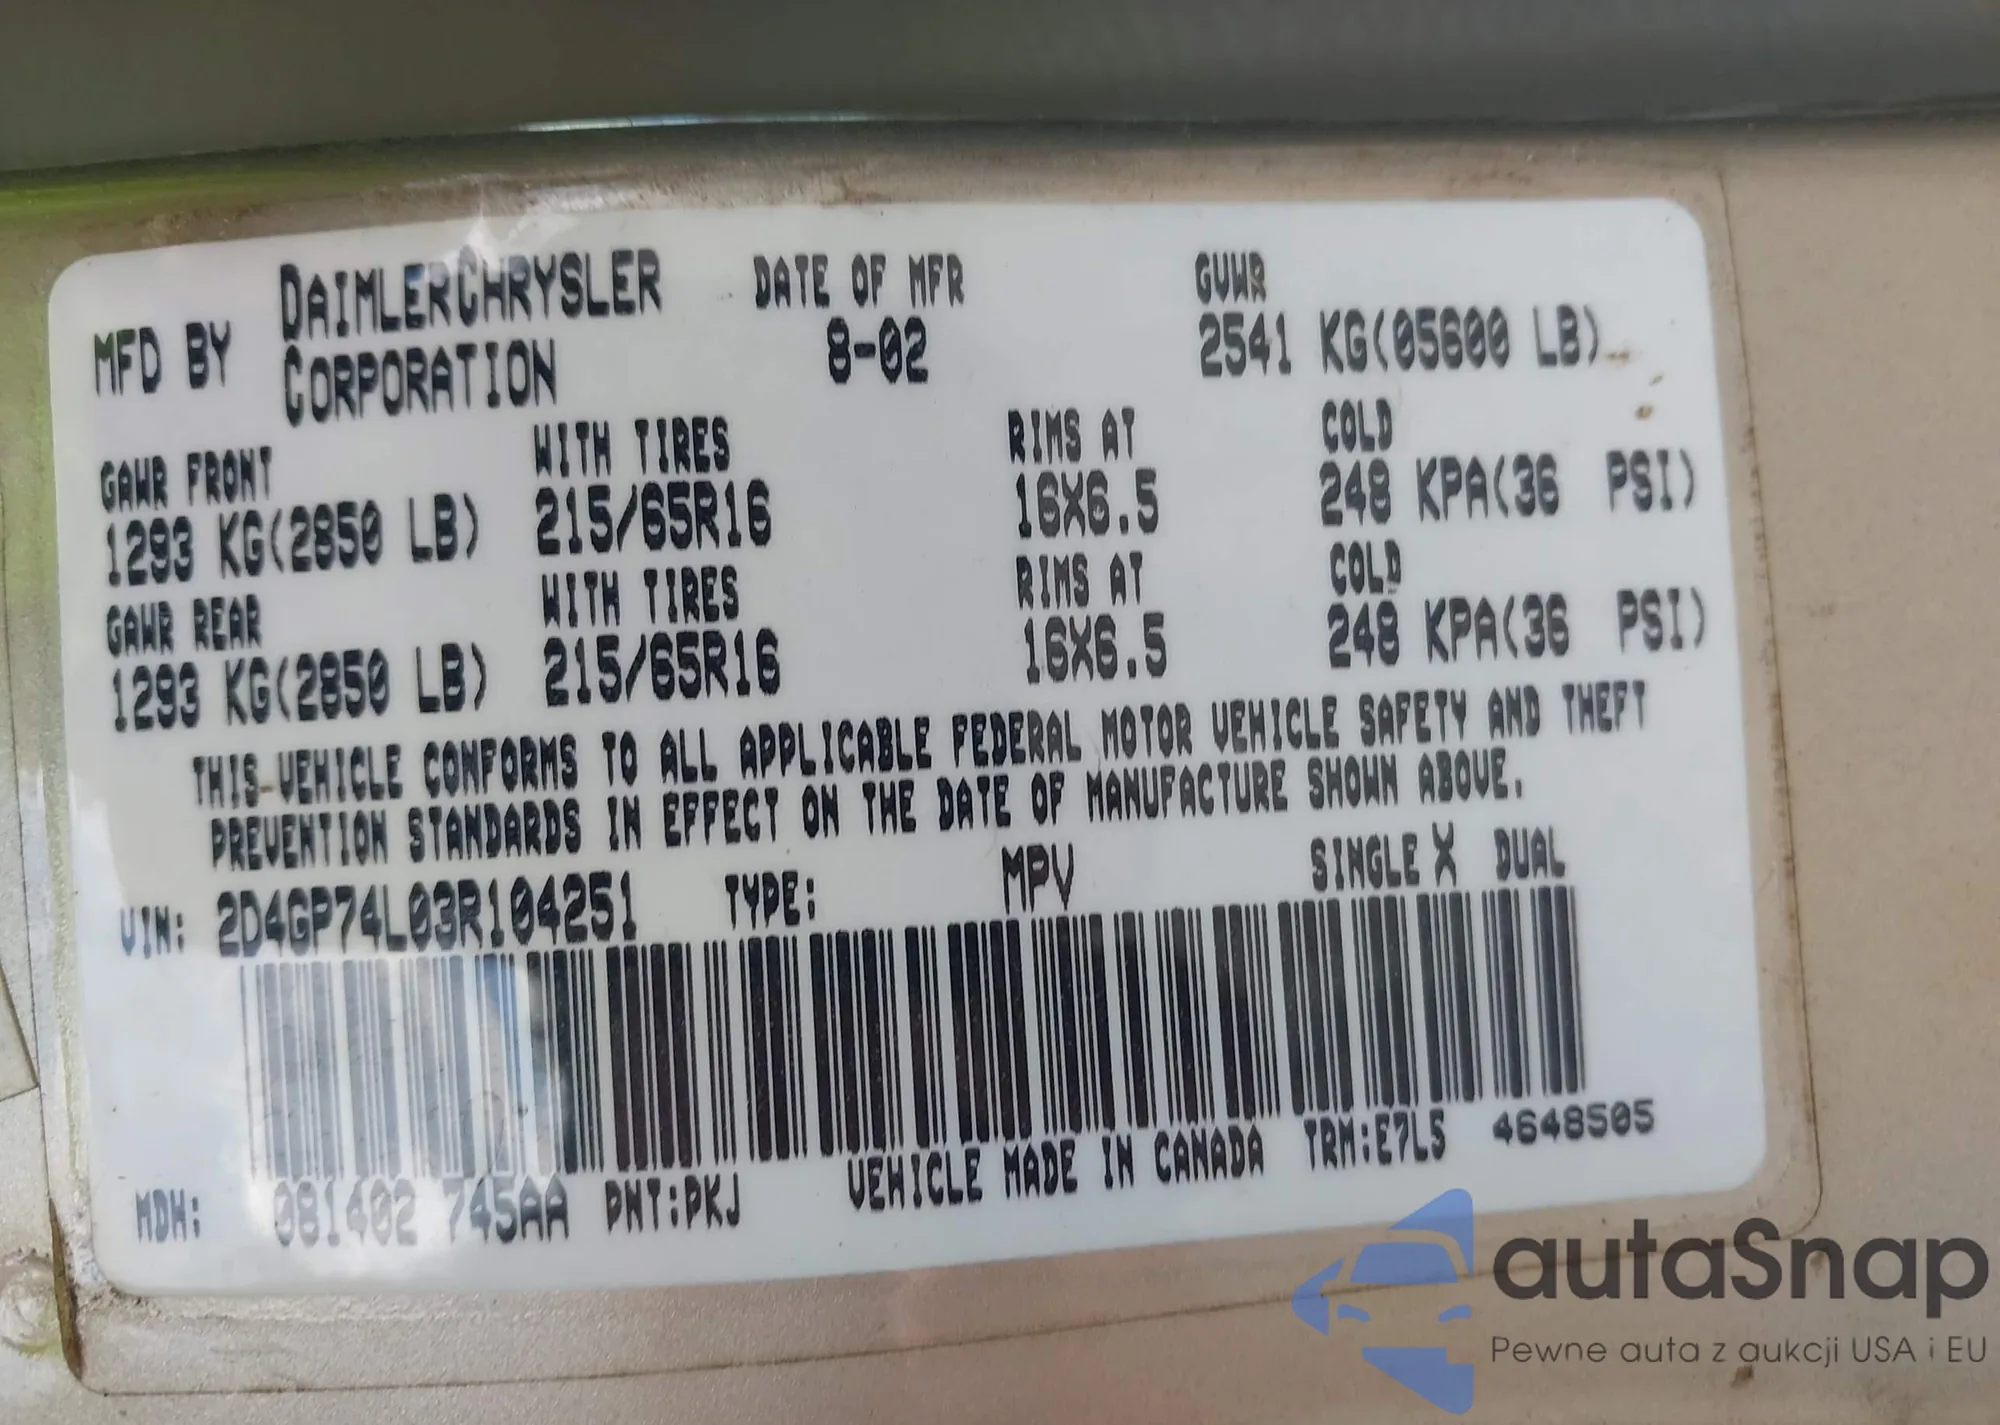 MFD BY DAIMLERCHRYSLER CORPORATION DATE OF MFR 8-02 GVWR 2541 KG(05600 LB)
GAWR FRONT WITH TIRES RIMS AT COLD
1293 KG(2850 LB) 215/65R16 16X6.5 248 KPA(36 PSI)
GAWR REAR WITH TIRES RIMS AT COLD
1293 KG(2850 LB) 215/65R16 16X6.5 248 KPA(36 PSI)
THIS VEHICLE CONFORMS TO ALL APPLICABLE FEDERAL MOTOR VEHICLE SAFETY AND THEFT
PREVENTION STANDARDS IN EFFECT ON THE DATE OF MANUFACTURE SHOWN ABOVE.
VIN: 2D4GP74L03R104251 TYPE: MPV SINGLE X DUAL
MDH: 081402 745AA PNT:PKJ VEHICLE MADE IN CANADA TRM:E7L5 4648505
autaSnap
Pewne auta z aukcji USA i EU